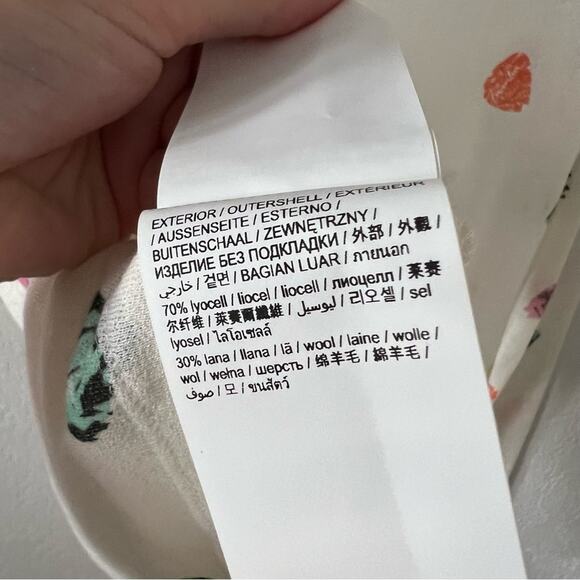 EXTERIOR / OUTERSHELL / EXTÉRIEUR
/ AUSSENSEITE / ESTERNO /
BUITENSCHAAL / ZEWNĘTRZNY /
ИЗДЕЛИЕ БЕЗ ПОДКЛАДКИ / 外部 / 外觀 /
خارجي / 겉면 / BAGIAN LUAR / ภายนอก
70% lyocell / liocel / liocell / лиоцелл / 莱赛
尔纤维 / 萊賽爾纖維 / ليوسيل / 리오셀 / sel
lyosel / ไลโอเซลล์
30% lana / llana / lã / wool / laine / wolle /
wol / wełna / шерсть / 绵羊毛 / 綿羊毛 /
صوف / 모 / ขนสัตว์